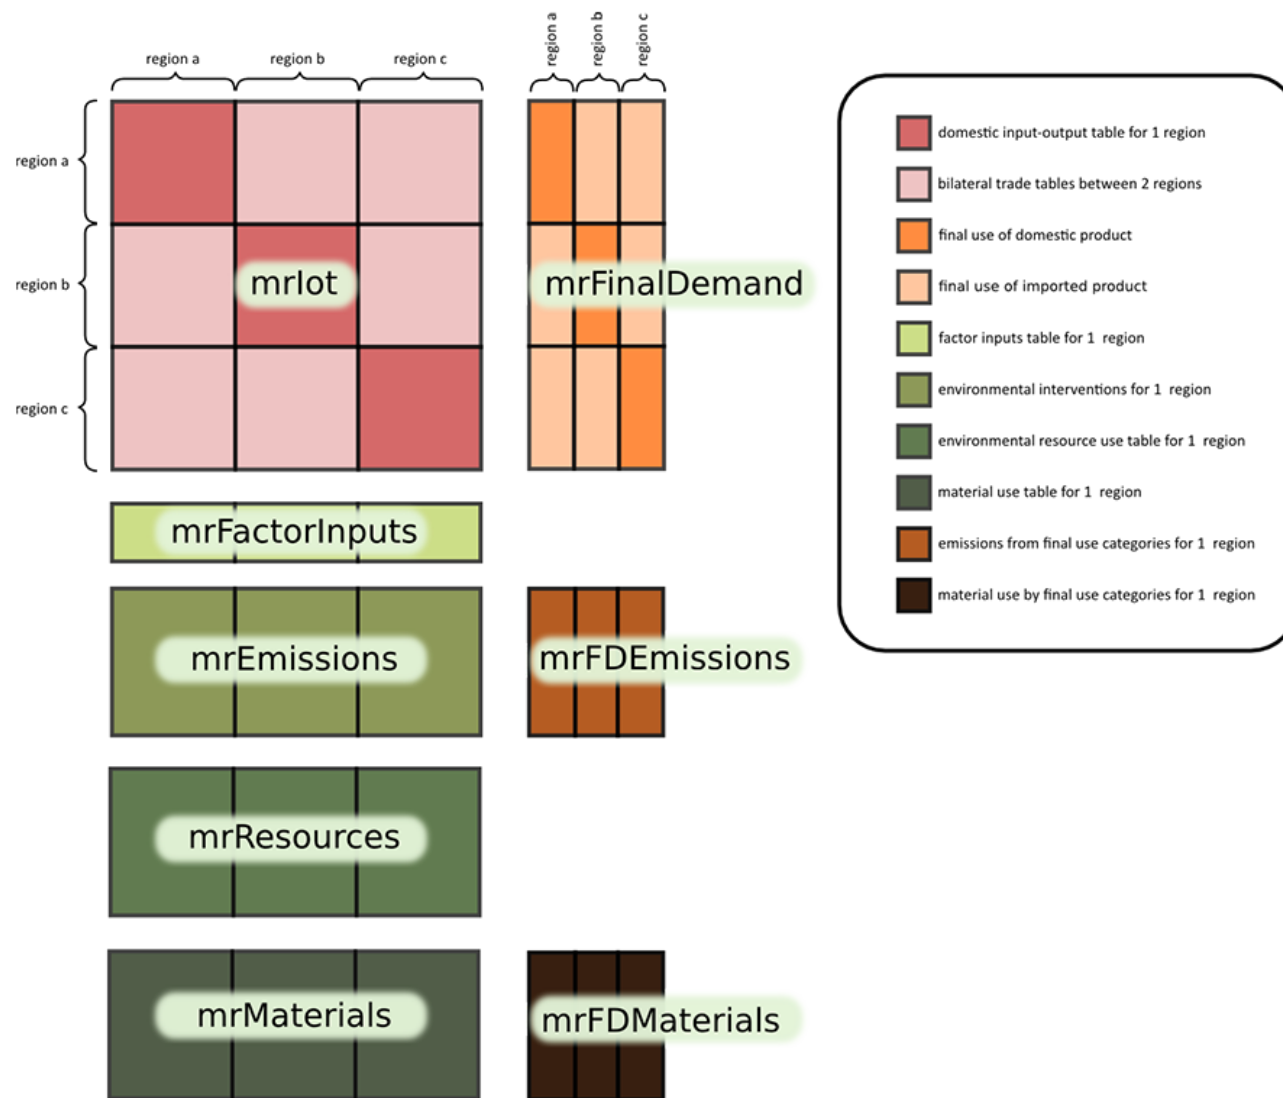 region a
region b
region c
region a
region b
region c
region a
region b
region c
mrIot
mrFinalDemand
mrFactorInputs
mrEmissions
mrFDEmissions
mrResources
mrMaterials
mrFDMaterials
domestic input-output table for 1 region
bilateral trade tables between 2 regions
final use of domestic product
final use of imported product
factor inputs table for 1 region
environmental interventions for 1 region
environmental resource use table for 1 region
material use table for 1 region
emissions from final use categories for 1 region
material use by final use categories for 1 region